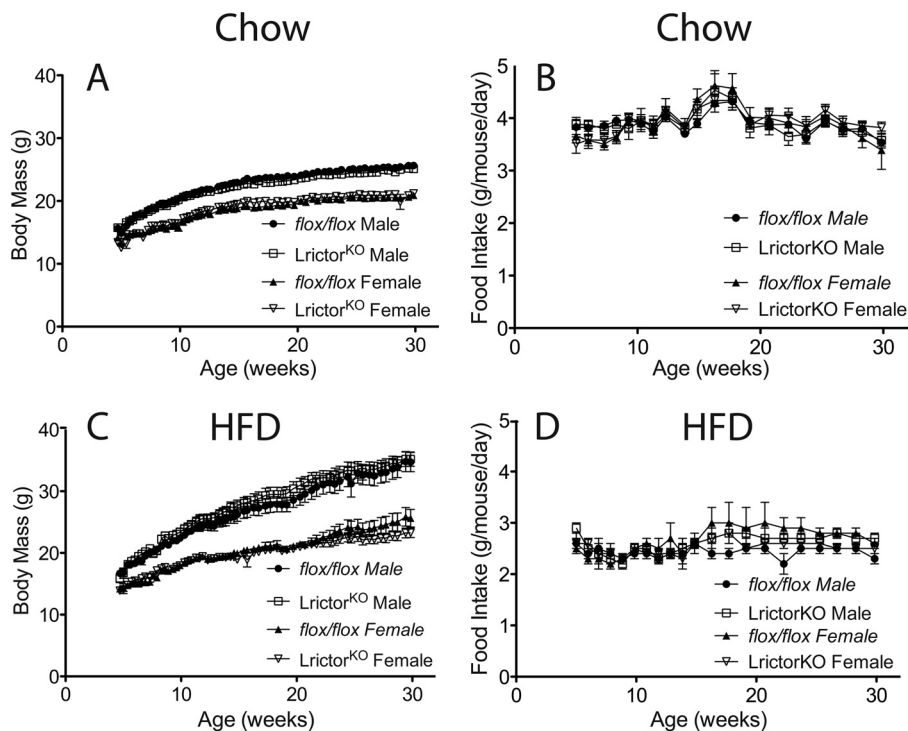 Chow
A
Body Mass (g)
40
30
20
10
0
0 10 20 30
Age (weeks)
flox/flox Male
LrictorKO Male
flox/flox Female
LrictorKO Female
Chow
B
Food Intake (g/mouse/day)
5
4
3
2
1
0
0 10 20 30
Age (weeks)
flox/flox Male
LrictorKO Male
flox/flox Female
LrictorKO Female
C
HFD
Body Mass (g)
40
30
20
10
0
0 10 20 30
Age (weeks)
flox/flox Male
LrictorKO Male
flox/flox Female
LrictorKO Female
D
HFD
Food Intake (g/mouse/day)
5
4
3
2
1
0
0 10 20 30
Age (weeks)
flox/flox Male
LrictorKO Male
flox/flox Female
LrictorKO Female